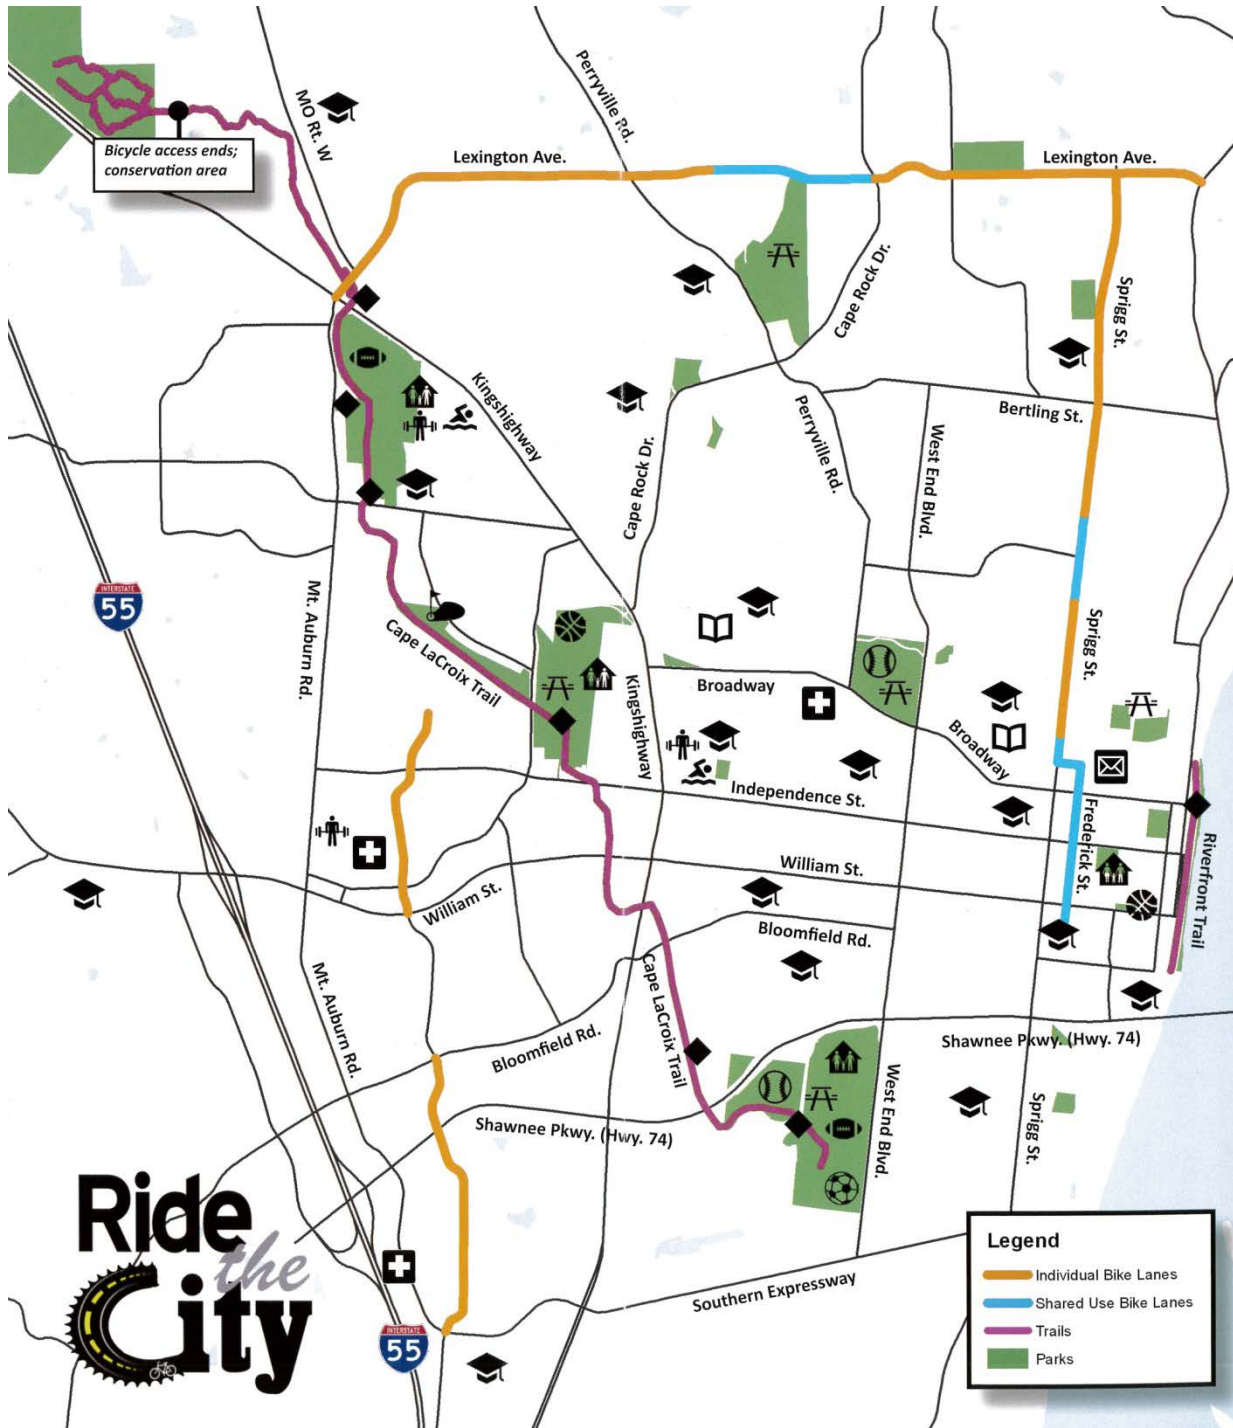 Perryville Rd.
MO Rt. W
Bicycle access ends;
conservation area
Lexington Ave.
Lexington Ave.
Cape Rock Dr.
Sprigg St.
Kingshighway
Perryville Rd.
Bertling St.
West End Blvd.
Cape Rock Dr.
INTERSTATE
55
Mt. Auburn Rd.
Cape LaCroix Trail
Kingshighway
Broadway
Sprigg St.
Broadway
Independence St.
Frederick St.
Riverfront Trail
William St.
William St.
Bloomfield Rd.
Mt. Auburn Rd.
Cape LaCroix Trail
Bloomfield Rd.
Shawnee Pkwy. (Hwy. 74)
Shawnee Pkwy. (Hwy. 74)
West End Blvd.
Sprigg St.
Southern Expressway
INTERSTATE
55
Ride
the
City
Legend
Individual Bike Lanes
Shared Use Bike Lanes
Trails
Parks